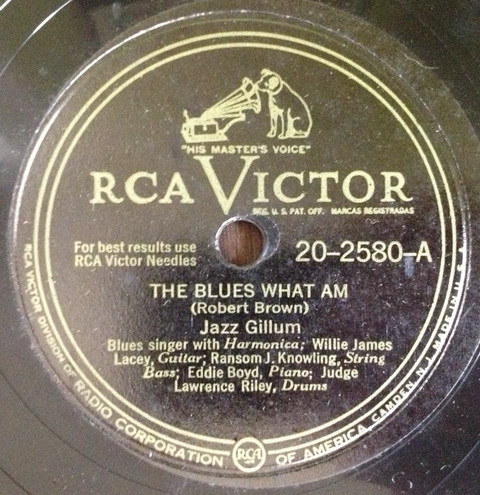 "HIS MASTER'S VOICE"
RCA VICTOR
REG. U. S. PAT. OFF. MARCAS REGISTRADAS
For best results use
RCA Victor Needles
20-2580-A
THE BLUES WHAT AM
(Robert Brown)
Jazz Gillum
Blues singer with Harmonica; Willie James
Lacey, Guitar; Ransom J. Knowling, String
Bass; Eddie Boyd, Piano; Judge
Lawrence Riley, Drums
RCA VICTOR DIVISION OF RADIO CORPORATION OF AMERICA, CAMDEN, N. J. MADE IN U. S. A.
RCA